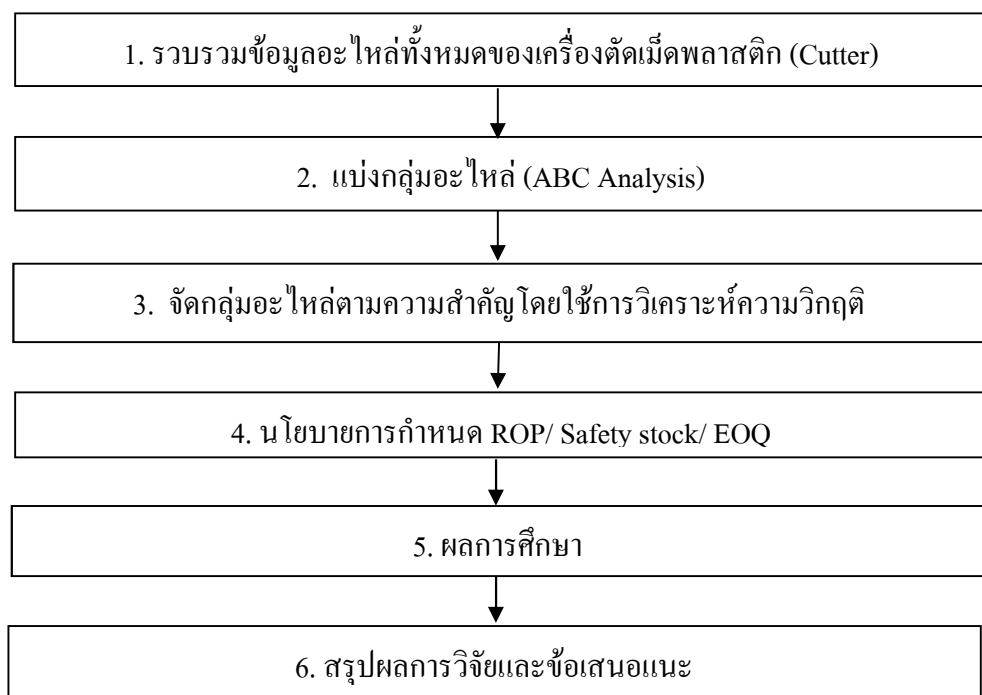 1. รวบรวมข้อมูลอะไหล่ทั้งหมดของเครื่องตัดเม็ดพลาสติก (Cutter)
2. แบ่งกลุ่มอะไหล่ (ABC Analysis)
3. จัดกลุ่มอะไหล่ตามความสำคัญโดยใช้การวิเคราะห์ความวิกฤติ
4. นโยบายการกำหนด ROP/ Safety stock/ EOQ
5. ผลการศึกษา
6. สรุปผลการวิจัยและข้อเสนอแนะ